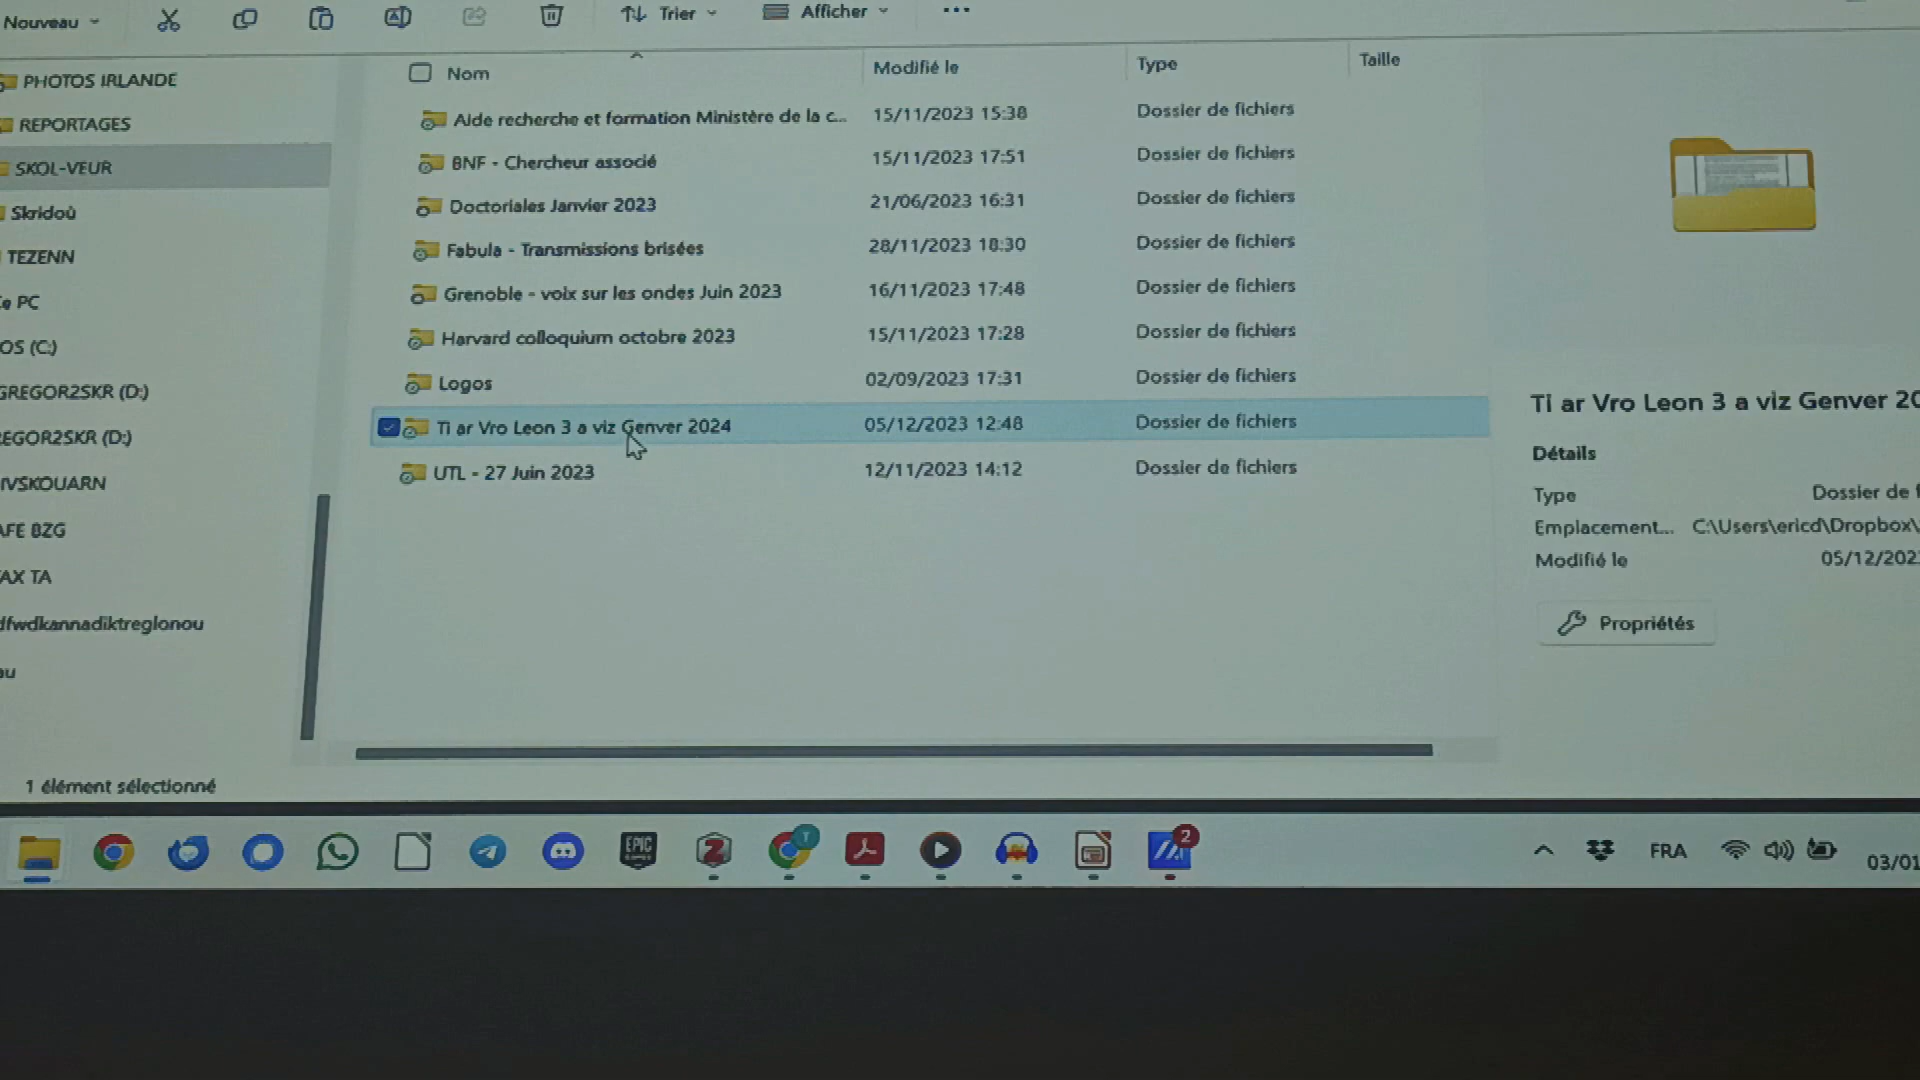 Nouveau
Trier
Afficher
PHOTOS IRLANDE
REPORTAGES
SKOL-VEUR
Skridoù
TEZENN
Ce PC
OS (C:)
GREGOR2SKR (D:)
REGOR2SKR (D:)
IVSKOUARN
AFE BZG
TAX TA
dfwdkannadiktreglonou
au
1 élément sélectionné
Nom Modifié le Type Taille
Aide recherche et formation Ministère de la c... 15/11/2023 15:38 Dossier de fichiers
BNF - Chercheur associé 15/11/2023 17:51 Dossier de fichiers
Doctoriales Janvier 2023 21/06/2023 16:31 Dossier de fichiers
Fabula - Transmissions brisées 28/11/2023 18:30 Dossier de fichiers
Grenoble - voix sur les ondes Juin 2023 16/11/2023 17:48 Dossier de fichiers
Harvard colloquium octobre 2023 15/11/2023 17:28 Dossier de fichiers
Logos 02/09/2023 17:31 Dossier de fichiers
Ti ar Vro Leon 3 a viz Genver 2024 05/12/2023 12:48 Dossier de fichiers
UTL - 27 Juin 2023 12/11/2023 14:12 Dossier de fichiers
Ti ar Vro Leon 3 a viz Genver 20
Détails
Type Dossier de f
Emplacement... C:\Users\ericd\Dropbox\
Modifié le 05/12/202
Propriétés
EPIC
GAMES
T
2
FRA
03/01